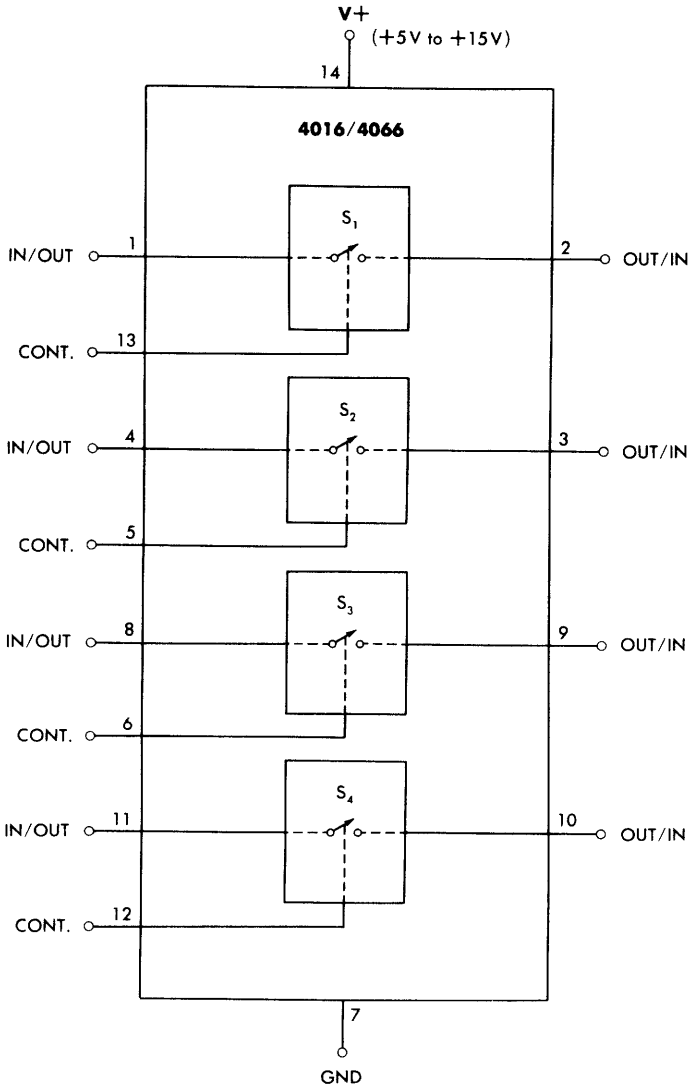 V+
(+5V to +15V)
14
4016/4066
S1
IN/OUT 1 2 OUT/IN
CONT. 13
S2
IN/OUT 4 3 OUT/IN
CONT. 5
S3
IN/OUT 8 9 OUT/IN
CONT. 6
S4
IN/OUT 11 10 OUT/IN
CONT. 12
7
GND